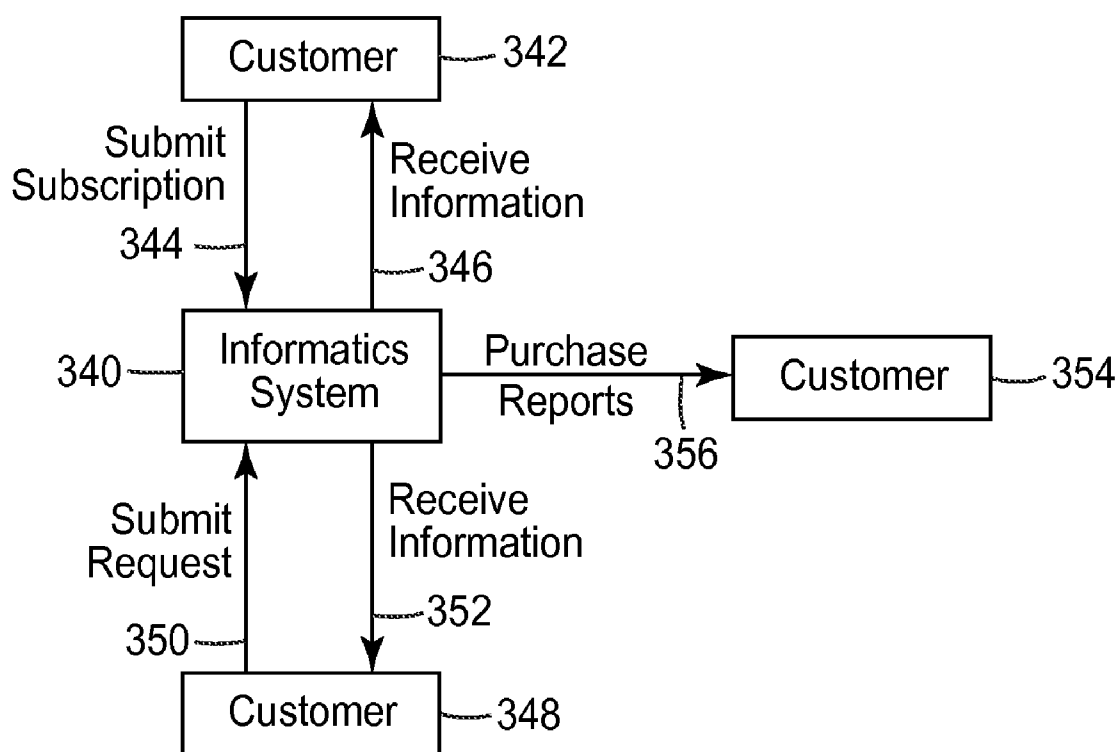 Customer
342
Submit
Subscription
344
Receive
Information
346
340
Informatics
System
Purchase
Reports
356
Customer
354
Submit
Request
350
Receive
Information
352
Customer
348